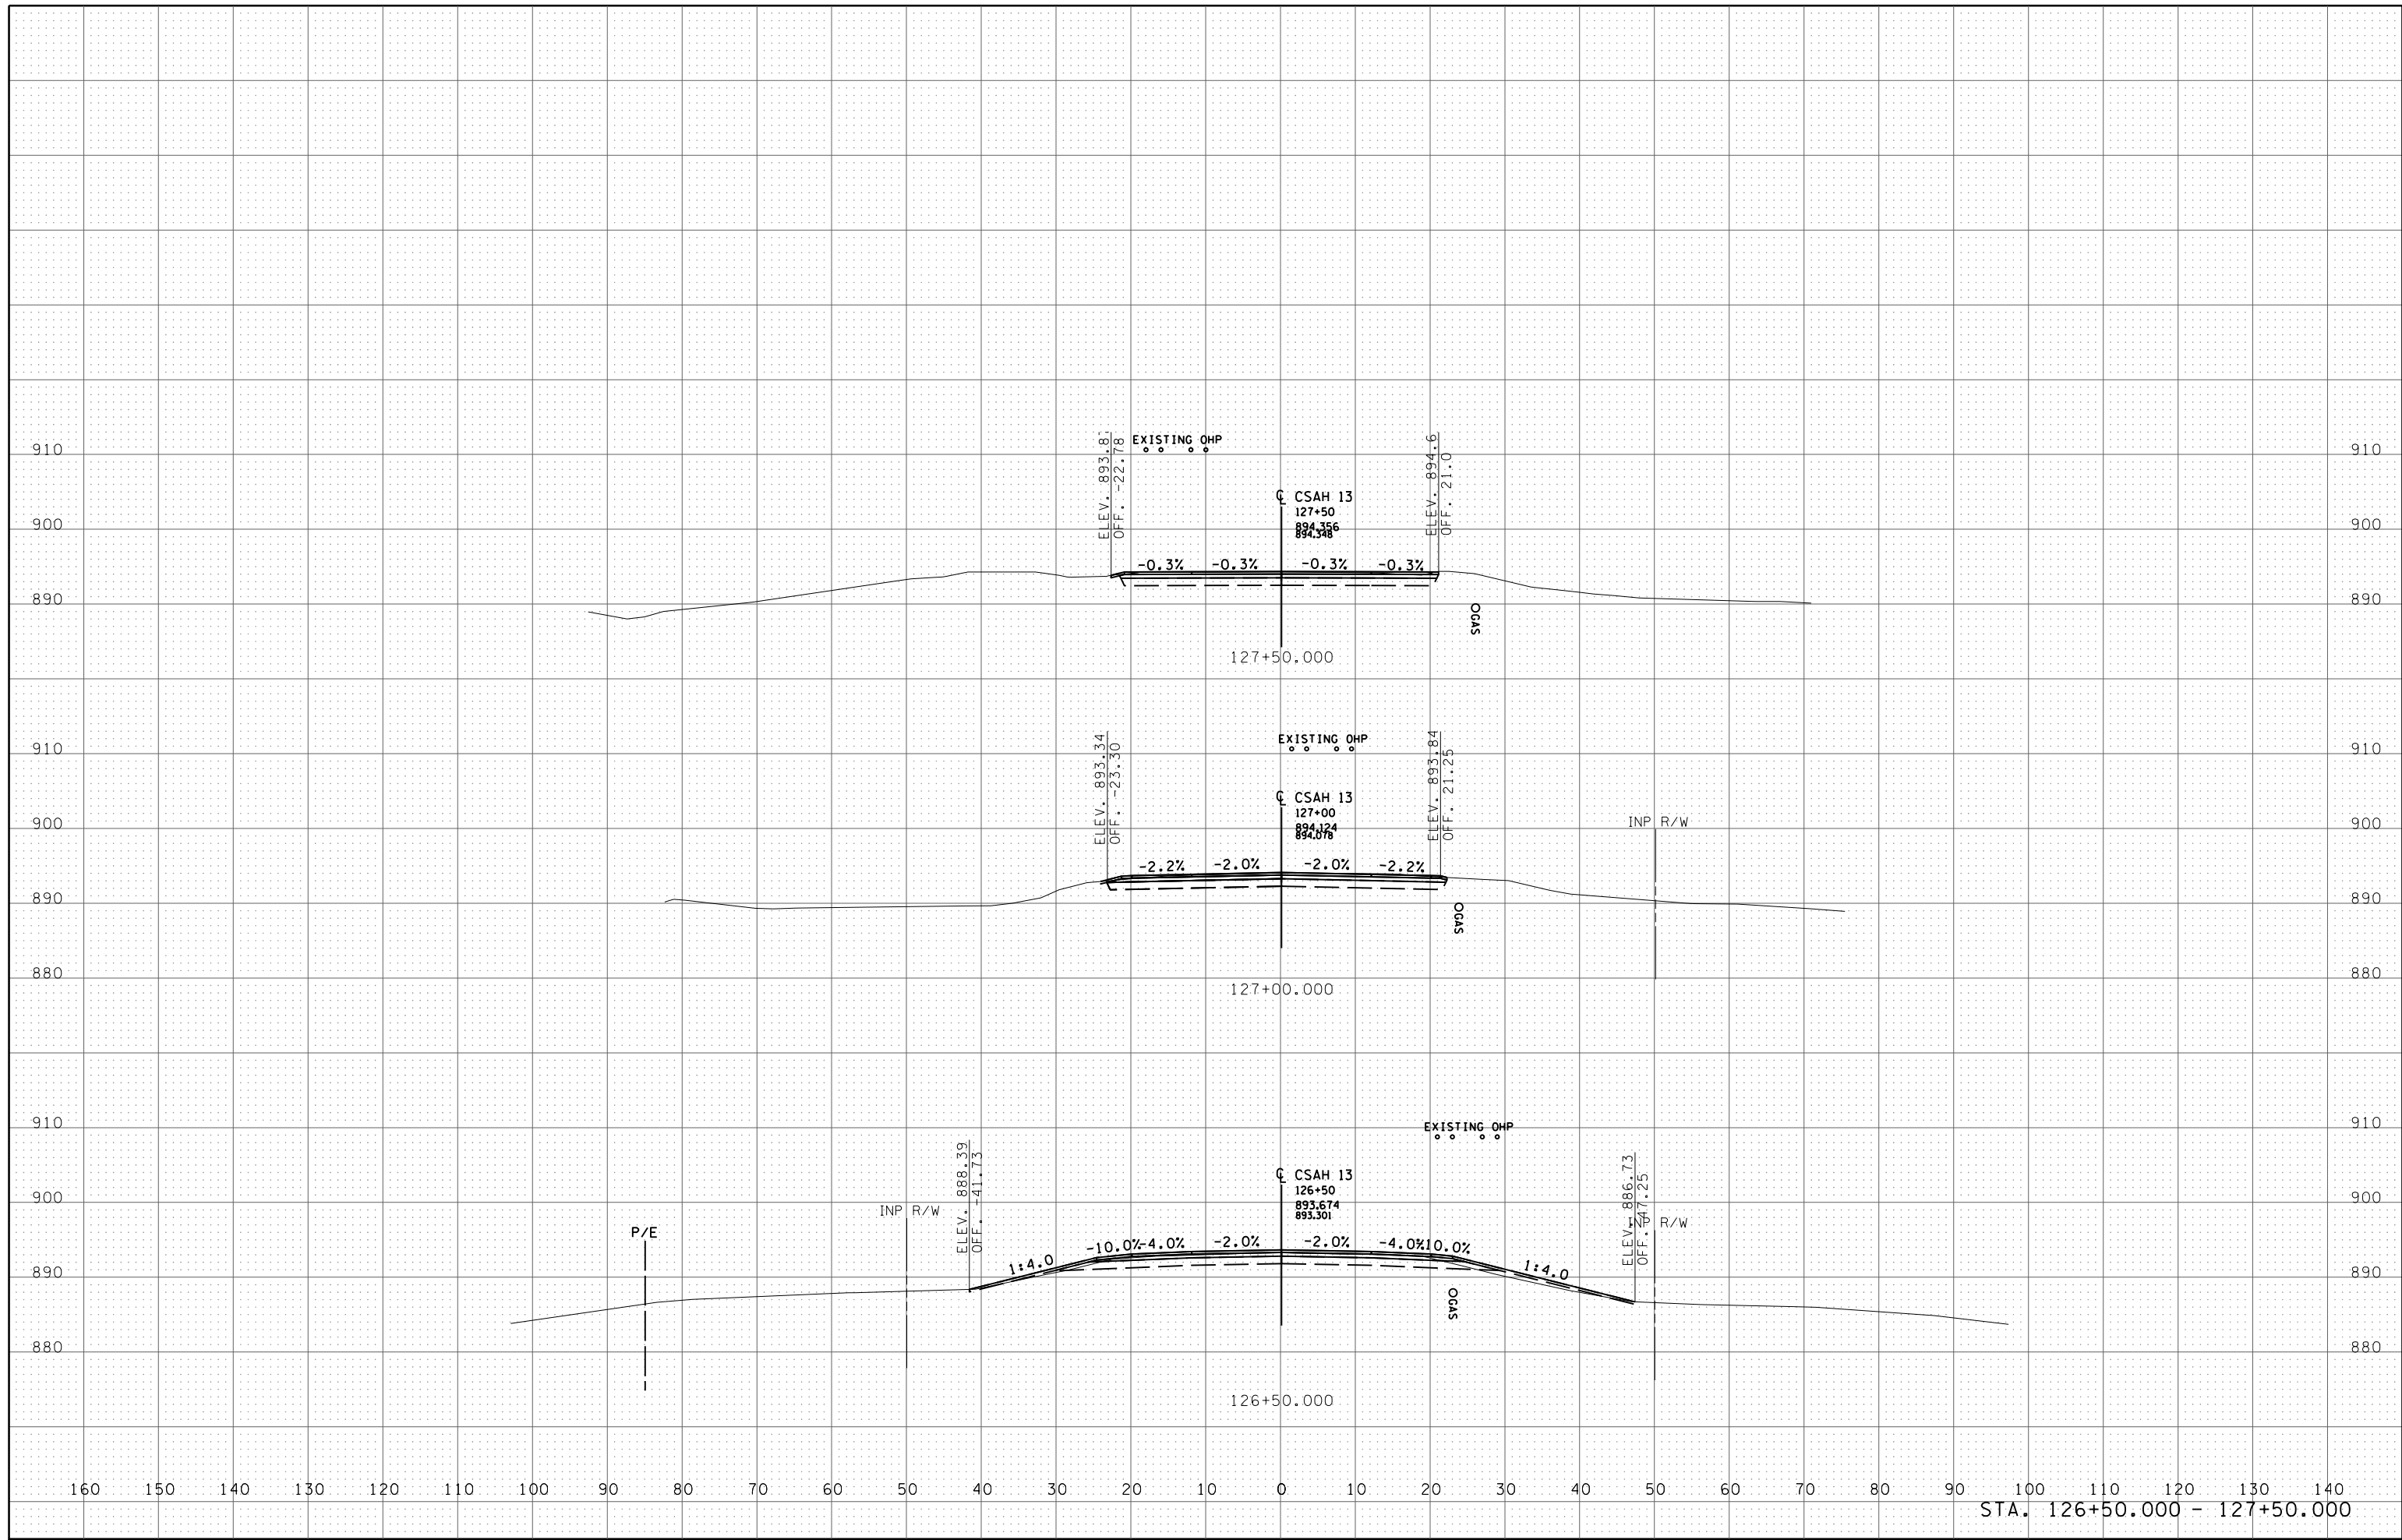 EXISTING OHP
ELEV. 893.8
OFF. -22.78
ELEV. 894.6
OFF. 21.0
910 910
CL CSAH 13
127+50
894.356
894.348
900 900
-0.3% -0.3% -0.3% -0.3%
890 890
OGAS
127+50.000
EXISTING OHP
ELEV. 893.34
OFF. -23.30
ELEV. 893.84
OFF. 21.25
910 910
CL CSAH 13
127+00
894.124
894.078
INP R/W
900 900
-2.2% -2.0% -2.0% -2.2%
890 890
OGAS
880 880
127+00.000
EXISTING OHP
910 910
ELEV. 888.39
OFF. -41.73
ELEV. 886.73
OFF. 47.25
CL CSAH 13
126+50
893.674
893.301
900 900
INP R/W
INP R/W
P/E
1:4.0 -10.0% -4.0% -2.0% -2.0% -4.0% -10.0% 1:4.0
890 890
OGAS
880 880
126+50.000
160 150 140 130 120 110 100 90 80 70 60 50 40 30 20 10 0 10 20 30 40 50 60 70 80 90 100 110 120 130 140
STA. 126+50.000 - 127+50.000